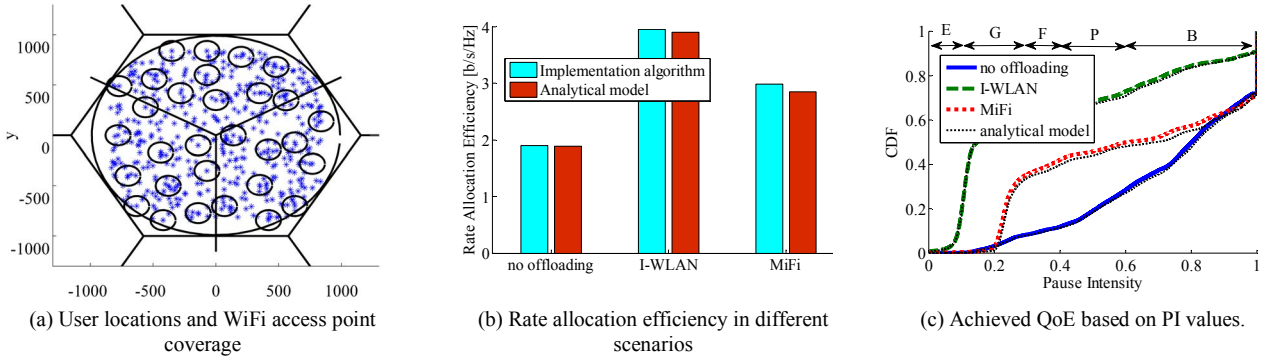 1000
500
0
-500
-1000
y
-1000 -500 0 500 1000
(a) User locations and WiFi access point
coverage
Rate Allocation Efficiency [b/s/Hz]
4
3
2
1
0
Implementation algorithm
Analytical model
no offloading I-WLAN MiFi
(b) Rate allocation efficiency in different
scenarios
CDF
1
0.8
0.6
0.4
0.2
0
E G F P B
no offloading
I-WLAN
MiFi
analytical model
0 0.2 0.4 0.6 0.8 1
Pause Intensity
(c) Achieved QoE based on PI values.